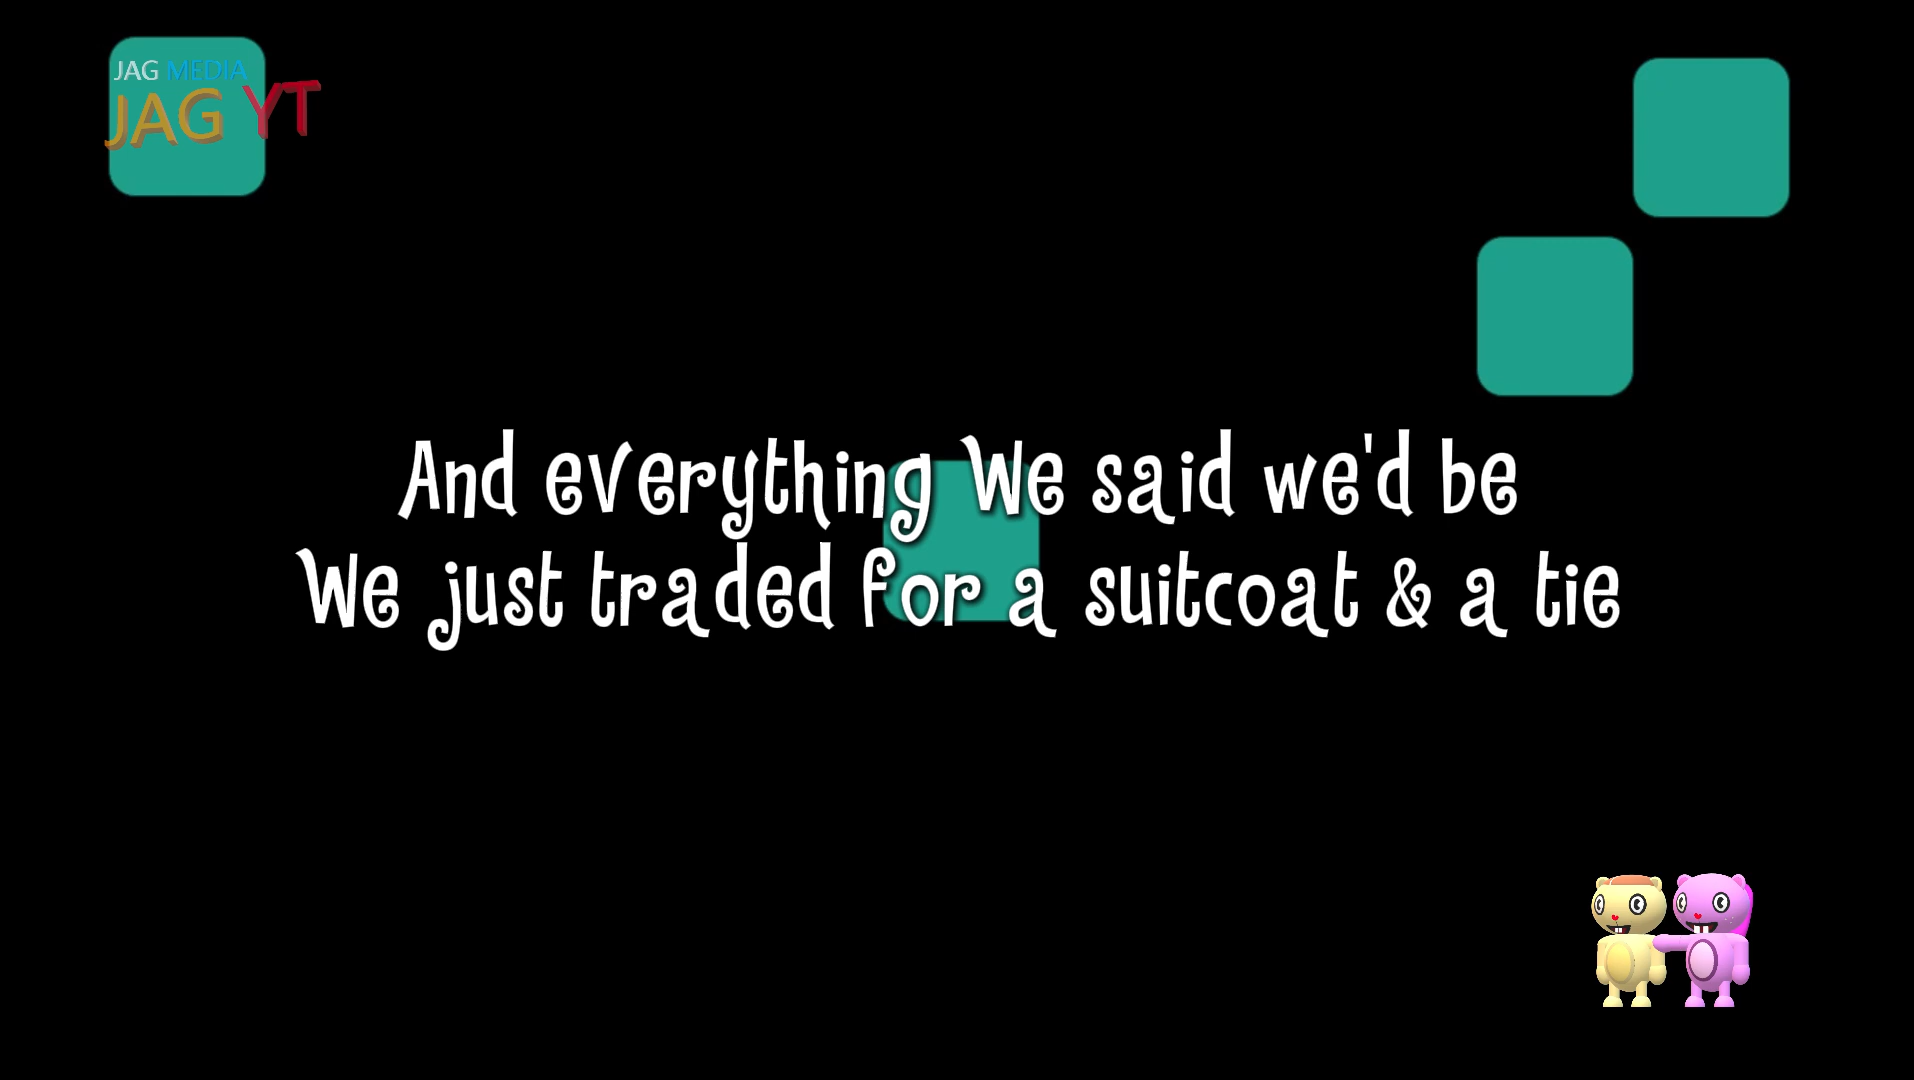 JAG MEDIA
JAG YT
And everything We said we'd be
We just traded for a suitcoat & a tie